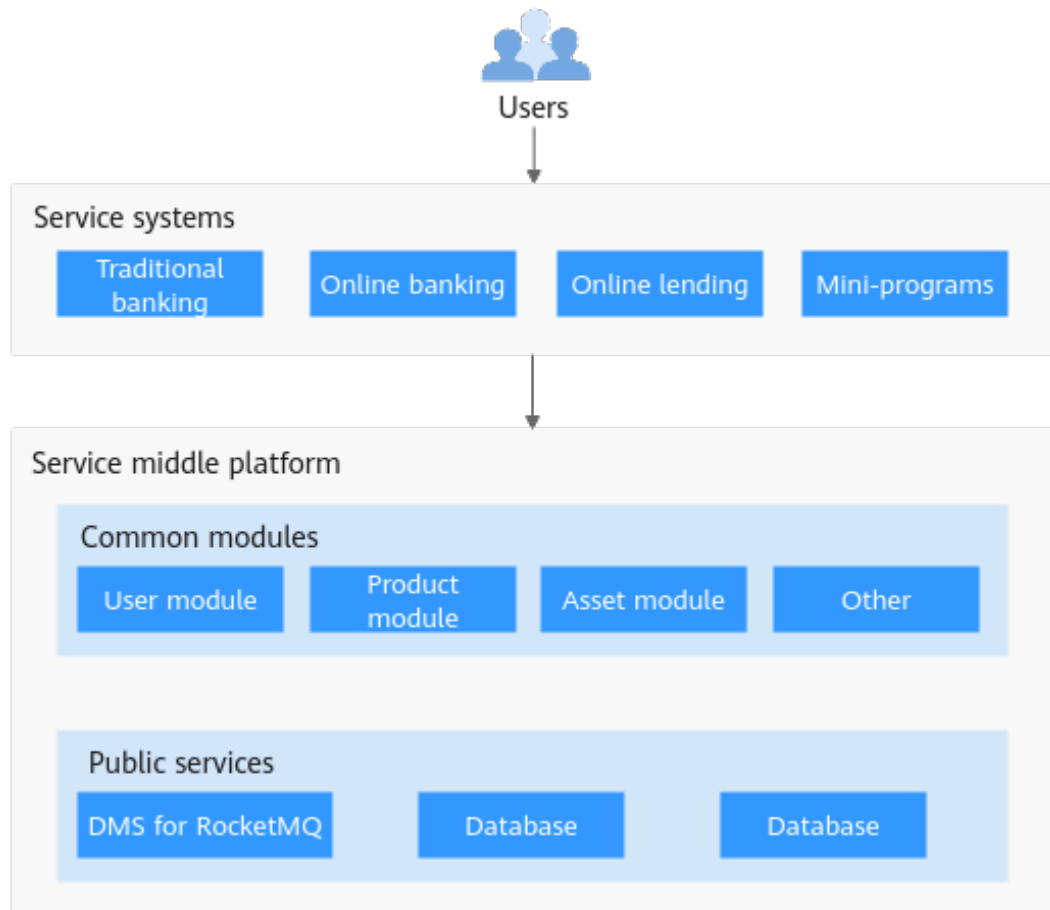 Users
Service systems
Traditional
banking
Online banking
Online lending
Mini-programs
Service middle platform
Common modules
User module
Product
module
Asset module
Other
Public services
DMS for RocketMQ
Database
Database